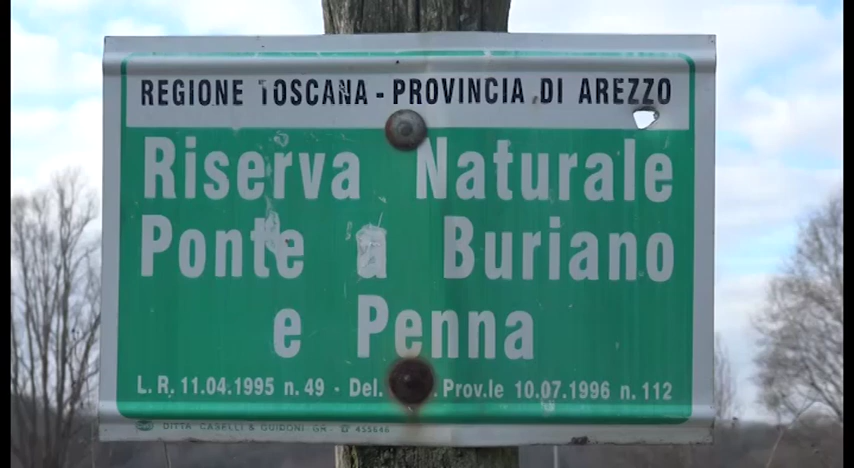 REGIONE TOSCANA - PROVINCIA DI AREZZO
Riserva Naturale
Ponte a Buriano
e Penna
L. R. 11.04.1995 n. 49 - Del. Prov.le 10.07.1996 n. 112
DITTA CASELLI & GUIDONI - GR - ☎ 455646